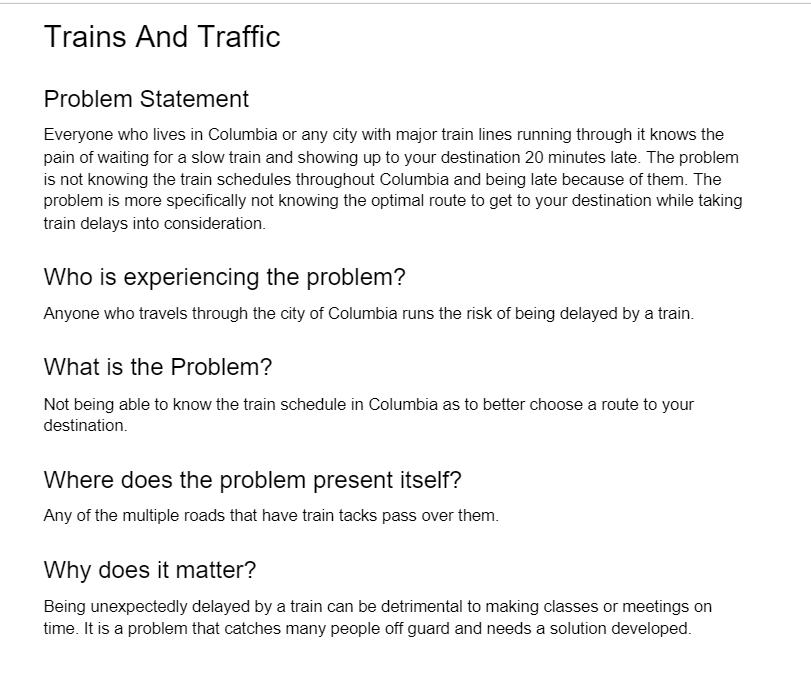 Trains And Traffic
Problem Statement
Everyone who lives in Columbia or any city with major train lines running through it knows the
pain of waiting for a slow train and showing up to your destination 20 minutes late. The problem
is not knowing the train schedules throughout Columbia and being late because of them. The
problem is more specifically not knowing the optimal route to get to your destination while taking
train delays into consideration.
Who is experiencing the problem?
Anyone who travels through the city of Columbia runs the risk of being delayed by a train.
What is the Problem?
Not being able to know the train schedule in Columbia as to better choose a route to your
destination.
Where does the problem present itself?
Any of the multiple roads that have train tacks pass over them.
Why does it matter?
Being unexpectedly delayed by a train can be detrimental to making classes or meetings on
time. It is a problem that catches many people off guard and needs a solution developed.